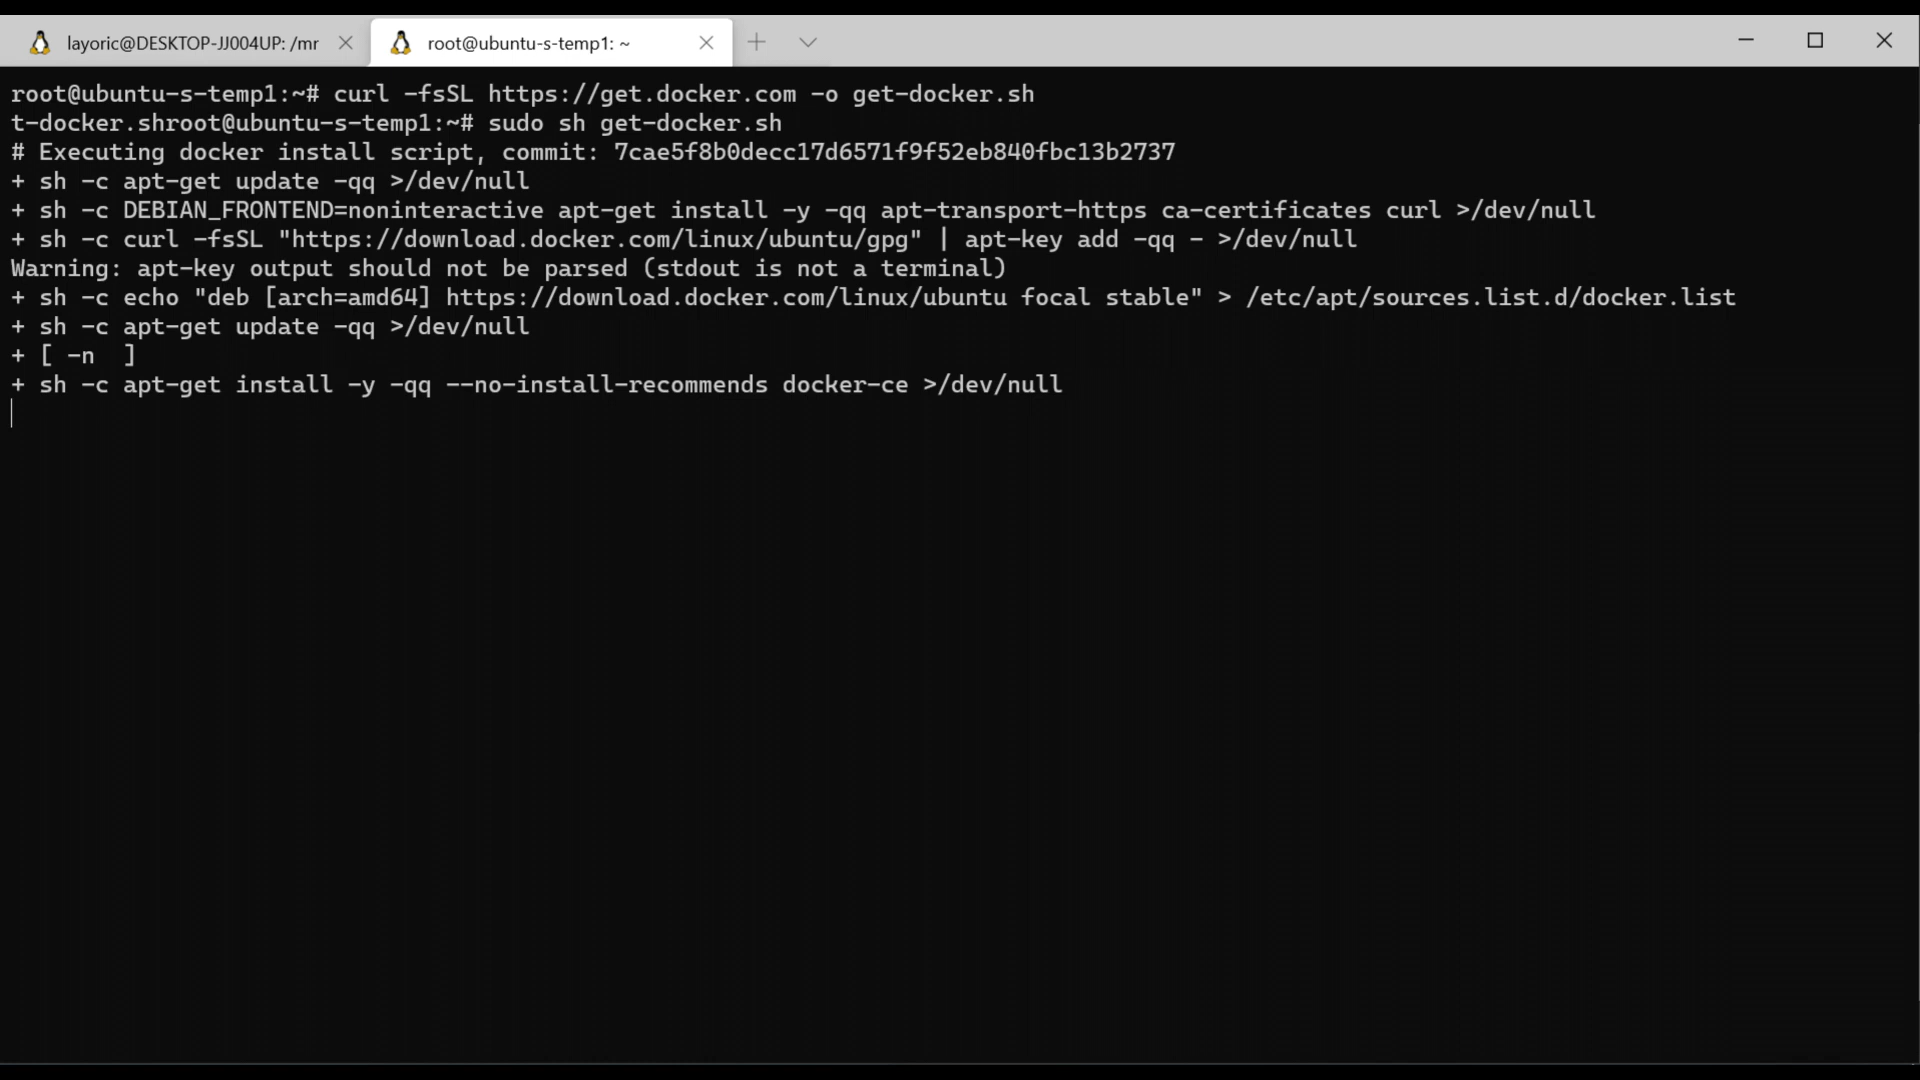 layoric@DESKTOP-JJ004UP: /mr
root@ubuntu-s-temp1: ~
root@ubuntu-s-temp1:~# curl -fsSL https://get.docker.com -o get-docker.sh
t-docker.shroot@ubuntu-s-temp1:~# sudo sh get-docker.sh
# Executing docker install script, commit: 7cae5f8b0decc17d6571f9f52eb840fbc13b2737
+ sh -c apt-get update -qq >/dev/null
+ sh -c DEBIAN_FRONTEND=noninteractive apt-get install -y -qq apt-transport-https ca-certificates curl >/dev/null
+ sh -c curl -fsSL "https://download.docker.com/linux/ubuntu/gpg" | apt-key add -qq - >/dev/null
Warning: apt-key output should not be parsed (stdout is not a terminal)
+ sh -c echo "deb [arch=amd64] https://download.docker.com/linux/ubuntu focal stable" > /etc/apt/sources.list.d/docker.list
+ sh -c apt-get update -qq >/dev/null
+ [ -n  ]
+ sh -c apt-get install -y -qq --no-install-recommends docker-ce >/dev/null